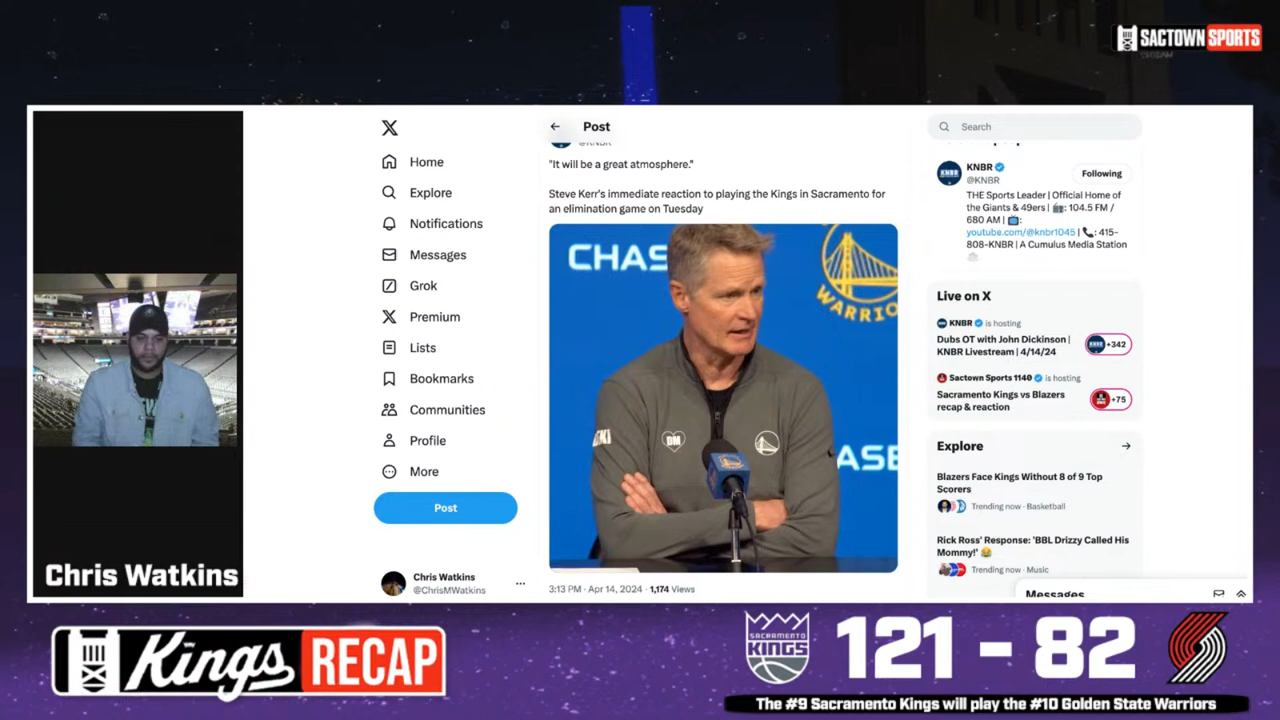 SACTOWN SPORTS
Post
Search
@KNBR
"It will be a great atmosphere."
Steve Kerr's immediate reaction to playing the Kings in Sacramento for
an elimination game on Tuesday
CHAS
WARRIO
DM
ASE
3:13 PM · Apr 14, 2024 · 1,174 Views
Home
Explore
Notifications
Messages
Grok
Premium
Lists
Bookmarks
Communities
Profile
More
Post
Chris Watkins
@ChrisMWatkins
KNBR
@KNBR
Following
THE Sports Leader | Official Home of
the Giants & 49ers | 📻: 104.5 FM /
680 AM | 📺:
youtube.com/@knbr1045 | 📞: 415-
808-KNBR | A Cumulus Media Station
Live on X
KNBR is hosting
Dubs OT with John Dickinson |
KNBR Livestream | 4/14/24
KNBR +342
Sactown Sports 1140 is hosting
Sacramento Kings vs Blazers
recap & reaction
+75
Explore
Blazers Face Kings Without 8 of 9 Top
Scorers
Trending now · Basketball
Rick Ross' Response: 'BBL Drizzy Called His
Mommy!' 😂
Trending now · Music
Messages
Chris Watkins
Kings RECAP
SACRAMENTO
KINGS
121 - 82
The #9 Sacramento Kings will play the #10 Golden State Warriors